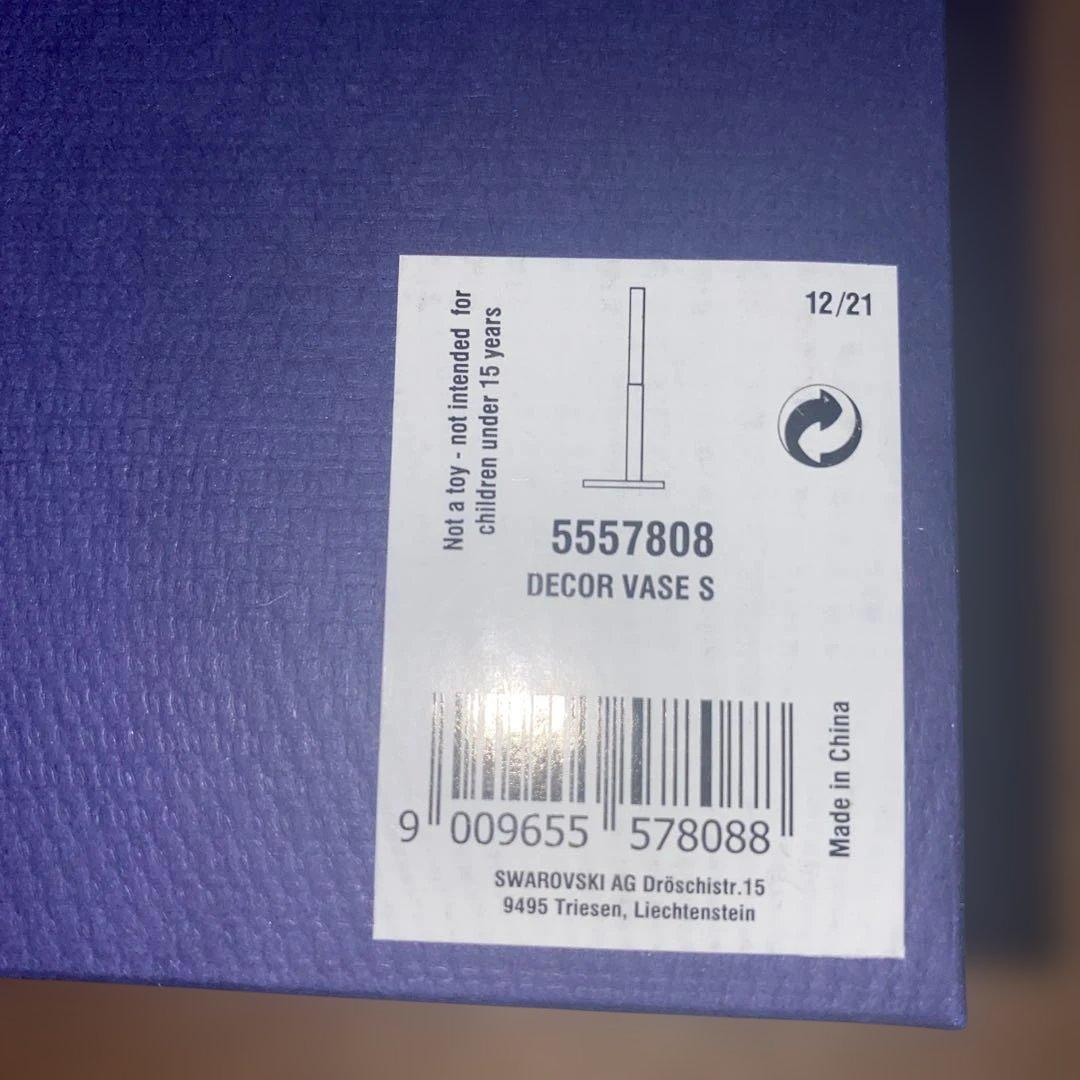 Not a toy - not intended for
children under 15 years
12/21
5557808
DECOR VASE S
9 009655 578088
Made in China
SWAROVSKI AG Dröschistr.15
9495 Triesen, Liechtenstein